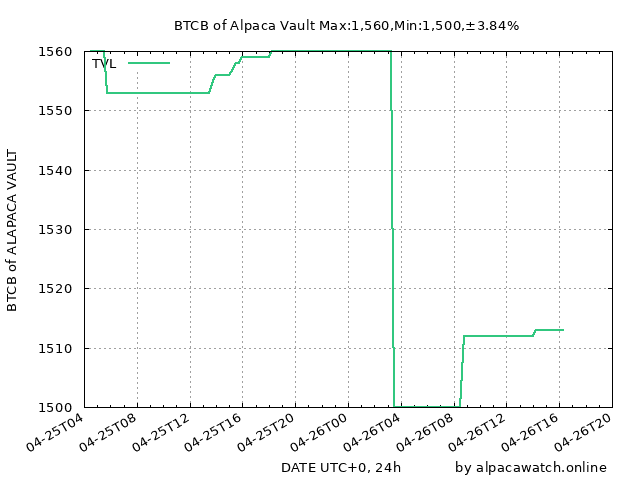 BTCB of Alpaca Vault Max:1,560,Min:1,500,±3.84%
TVL
1560
1550
1540
1530
1520
1510
1500
BTCB of ALAPACA VAULT
04-25T04
04-25T08
04-25T12
04-25T16
04-25T20
04-26T00
04-26T04
04-26T08
04-26T12
04-26T16
04-26T20
DATE UTC+0, 24h
by alpacawatch.online